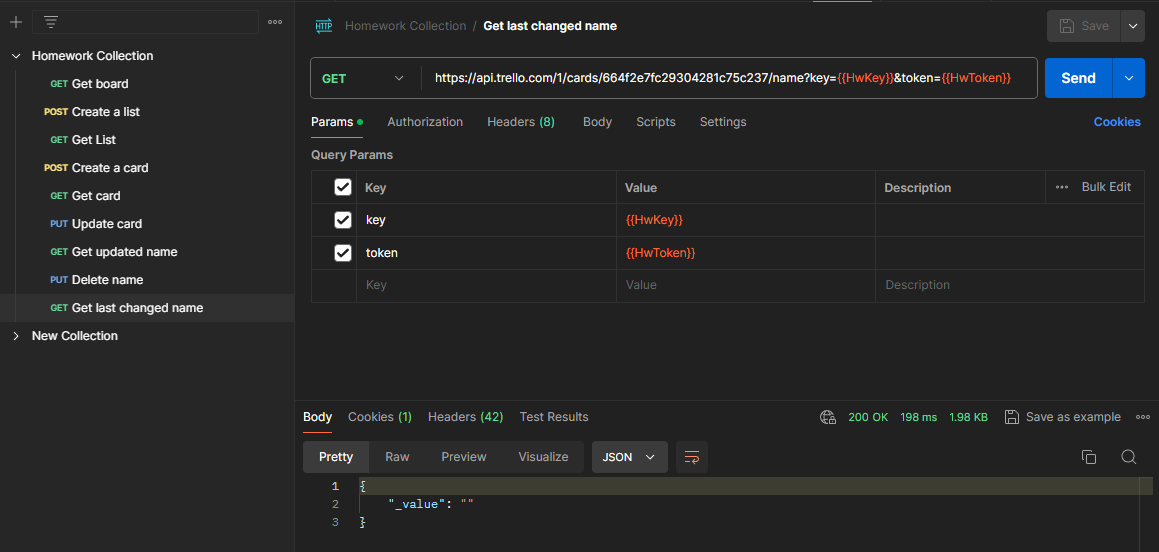 Homework Collection
GET Get board
POST Create a list
GET Get List
POST Create a card
GET Get card
PUT Update card
GET Get updated name
PUT Delete name
GET Get last changed name
New Collection
HTTP Homework Collection / Get last changed name
Save
GET https://api.trello.com/1/cards/664f2e7fc29304281c75c237/name?key={{HwKey}}&token={{HwToken}}
Send
Params Authorization Headers (8) Body Scripts Settings Cookies
Query Params
Key Value Description Bulk Edit
key {{HwKey}}
token {{HwToken}}
Key Value Description
Body Cookies (1) Headers (42) Test Results 200 OK 198 ms 1.98 KB Save as example
Pretty Raw Preview Visualize JSON
1 {
2 "_value": ""
3 }